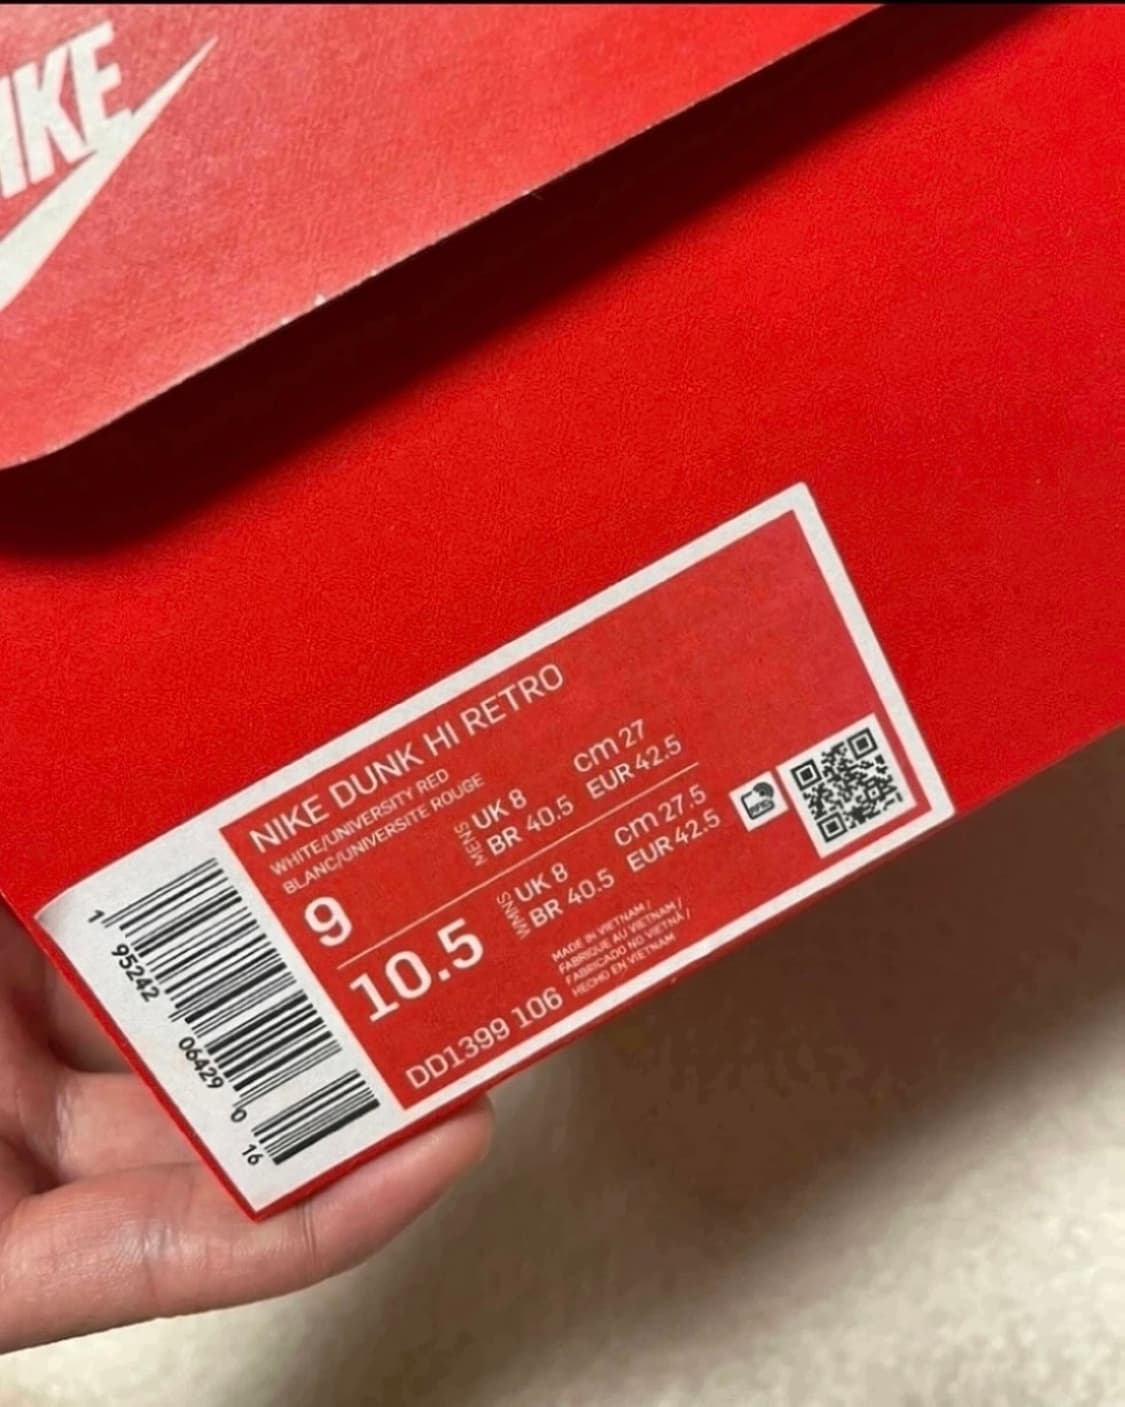 NIKE
NIKE DUNK HI RETRO
WHITE/UNIVERSITY RED
BLANC/UNIVERSITE ROUGE
9
MENS
UK 8
cm 27
BR 40.5
EUR 42.5
10.5
WMNS
UK 8
cm 27.5
BR 40.5
EUR 42.5
MADE IN VIETNAM /
FABRIQUE AU VIETNAM /
FABRICADO NO VIETNÃ /
HECHO EN VIETNAM
DD1399 106
1 95242 06429 0 16